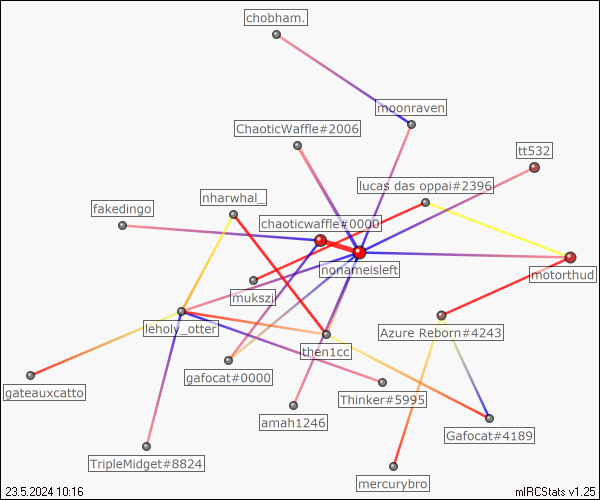 chobham.
moonraven
ChaoticWaffle#2006
tt532
lucas das oppai#2396
nharwhal_
fakedingo
chaoticwaffle#0000
nonameisleft
motorthud
mukszi
leholy_otter
Azure Reborn#4243
then1cc
gafocat#0000
gateauxcatto
Thinker#5995
amah1246
Gafocat#4189
TripleMidget#8824
mercurybro
23.5.2024 10:16
mIRCStats v1.25